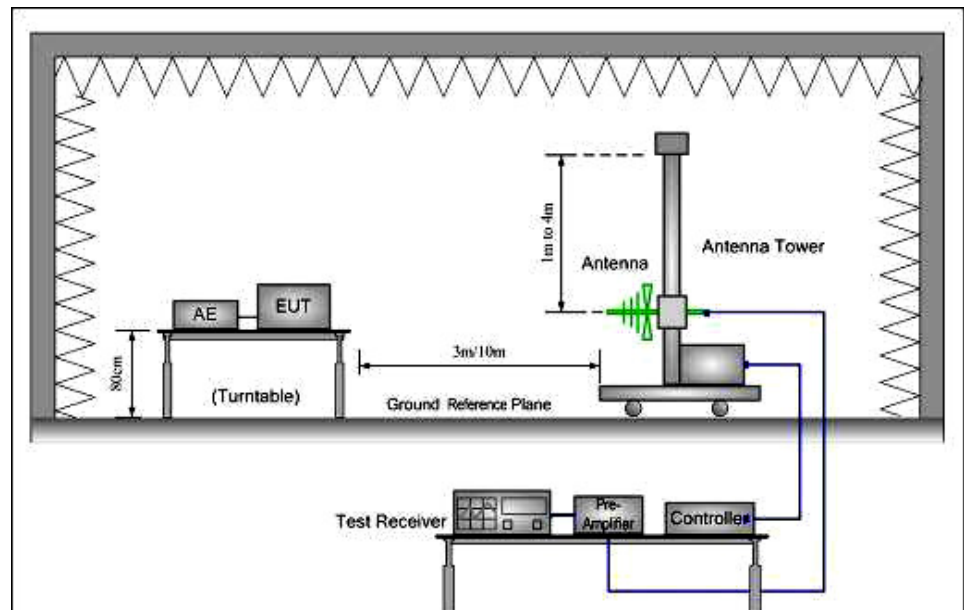 1m to 4m
Antenna Tower
Antenna
AE
EUT
80cm
3m/10m
(Turntable)
Ground Reference Plane
Test Receiver
Pre-
Amplifier
Controller